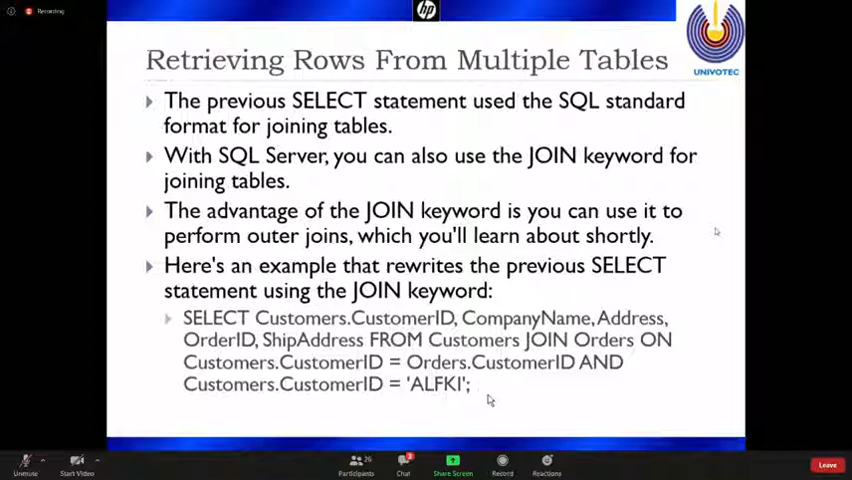 Recording
hp
Retrieving Rows From Multiple Tables
UNIVOTEC
The previous SELECT statement used the SQL standard
format for joining tables.
With SQL Server, you can also use the JOIN keyword for
joining tables.
The advantage of the JOIN keyword is you can use it to
perform outer joins, which you'll learn about shortly.
Here's an example that rewrites the previous SELECT
statement using the JOIN keyword:
SELECT Customers.CustomerID, CompanyName, Address,
OrderID, ShipAddress FROM Customers JOIN Orders ON
Customers.CustomerID = Orders.CustomerID AND
Customers.CustomerID = 'ALFKI';
26
3
Unmute
Start Video
Participants
Chat
Share Screen
Record
Reactions
Leave